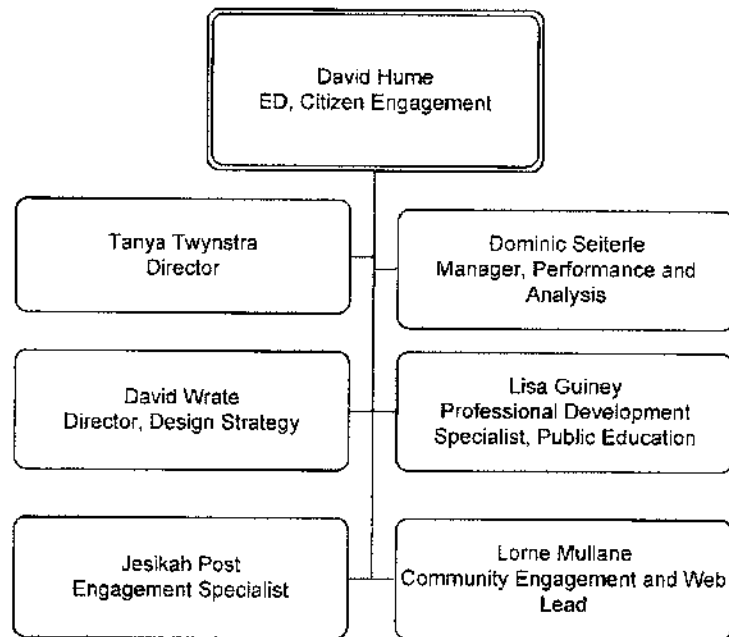 David Hume
ED, Citizen Engagement
Tanya Twynstra
Director
Dominic Seiterle
Manager, Performance and
Analysis
David Wrate
Director, Design Strategy
Lisa Guiney
Professional Development
Specialist, Public Education
Jesikah Post
Engagement Specialist
Lorne Mullane
Community Engagement and Web
Lead